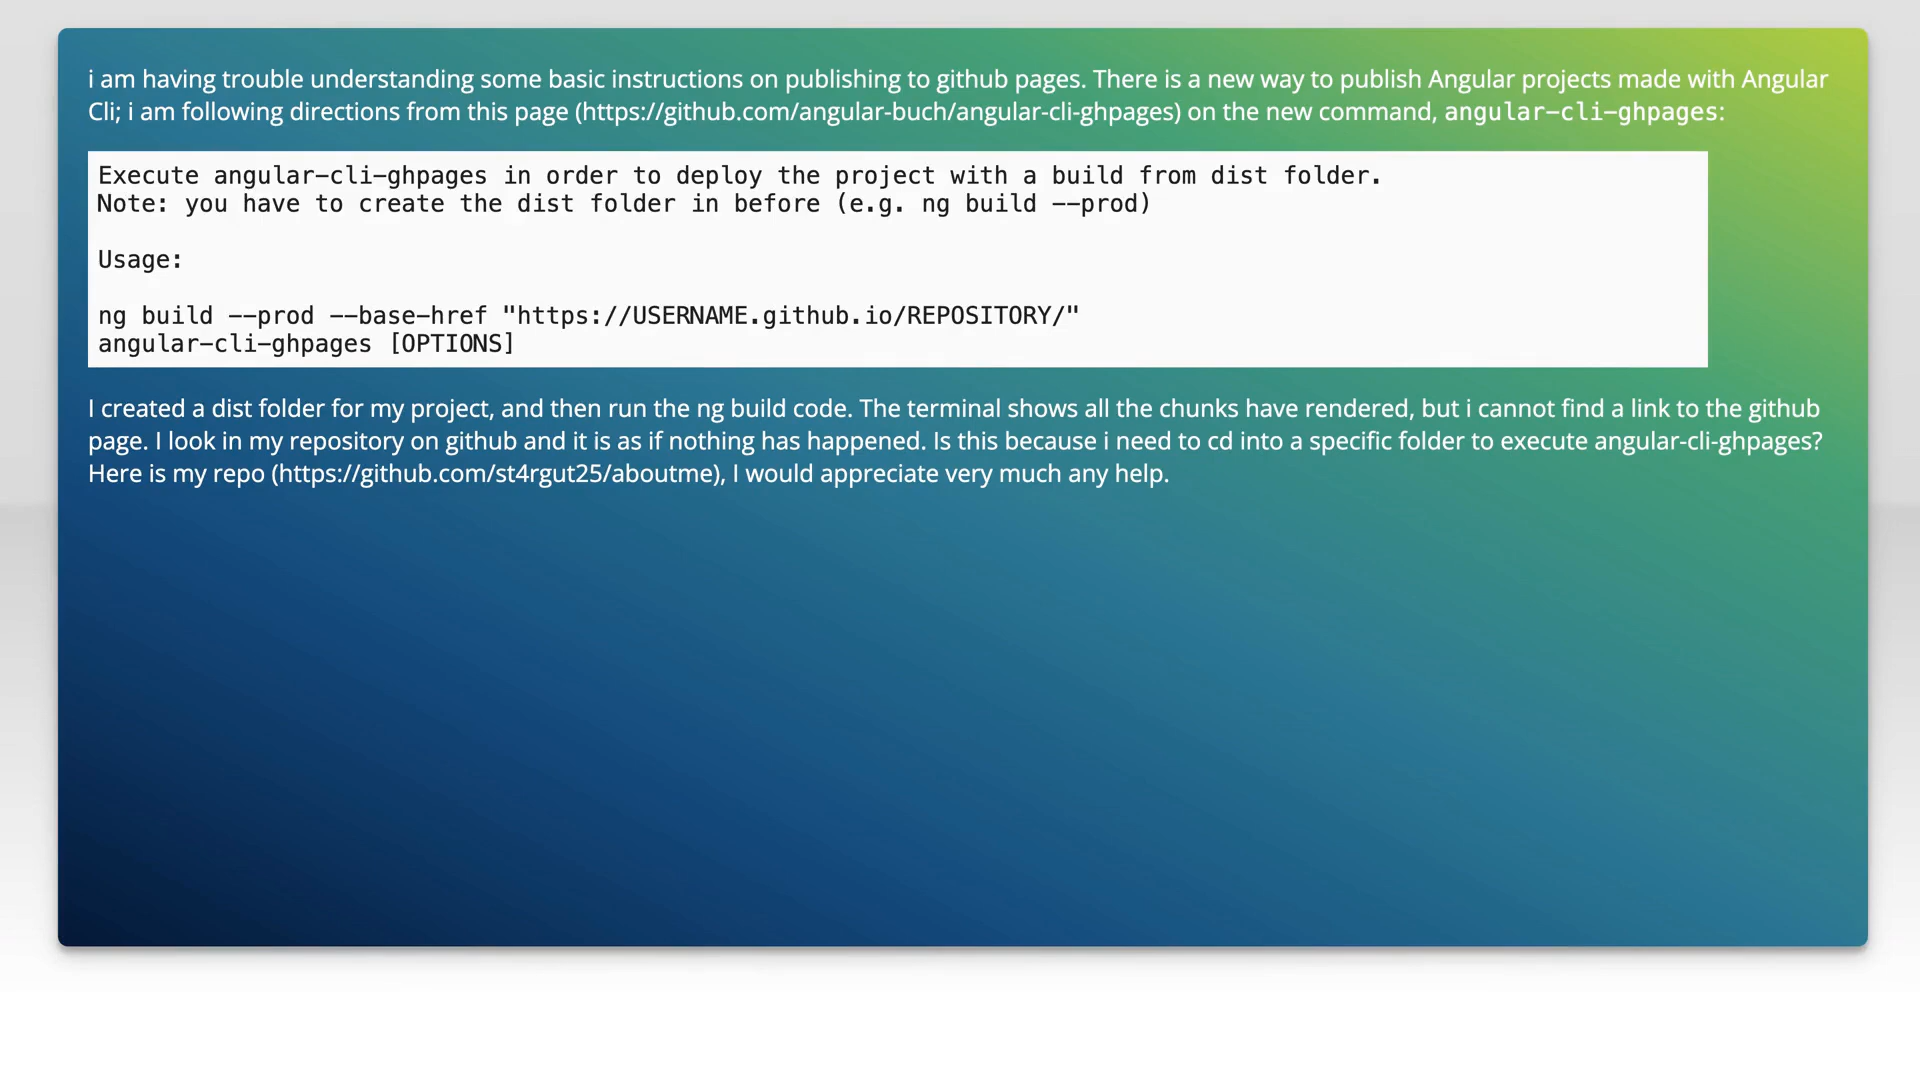 i am having trouble understanding some basic instructions on publishing to github pages. There is a new way to publish Angular projects made with Angular
Cli; i am following directions from this page (https://github.com/angular-buch/angular-cli-ghpages) on the new command, angular-cli-ghpages:
Execute angular-cli-ghpages in order to deploy the project with a build from dist folder.
Note: you have to create the dist folder in before (e.g. ng build --prod)
Usage:
ng build --prod --base-href "https://USERNAME.github.io/REPOSITORY/"
angular-cli-ghpages [OPTIONS]
I created a dist folder for my project, and then run the ng build code. The terminal shows all the chunks have rendered, but i cannot find a link to the github
page. I look in my repository on github and it is as if nothing has happened. Is this because i need to cd into a specific folder to execute angular-cli-ghpages?
Here is my repo (https://github.com/st4rgut25/aboutme), I would appreciate very much any help.